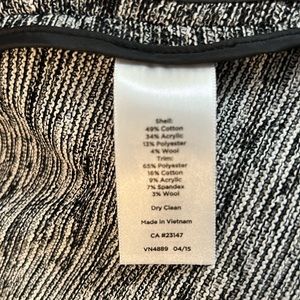 Shell:
49% Cotton
34% Acrylic
13% Polyester
4% Wool
Trim:
65% Polyester
16% Cotton
9% Acrylic
7% Spandex
3% Wool
Dry Clean
Made in Vietnam
CA #23147
VN4889 04/15